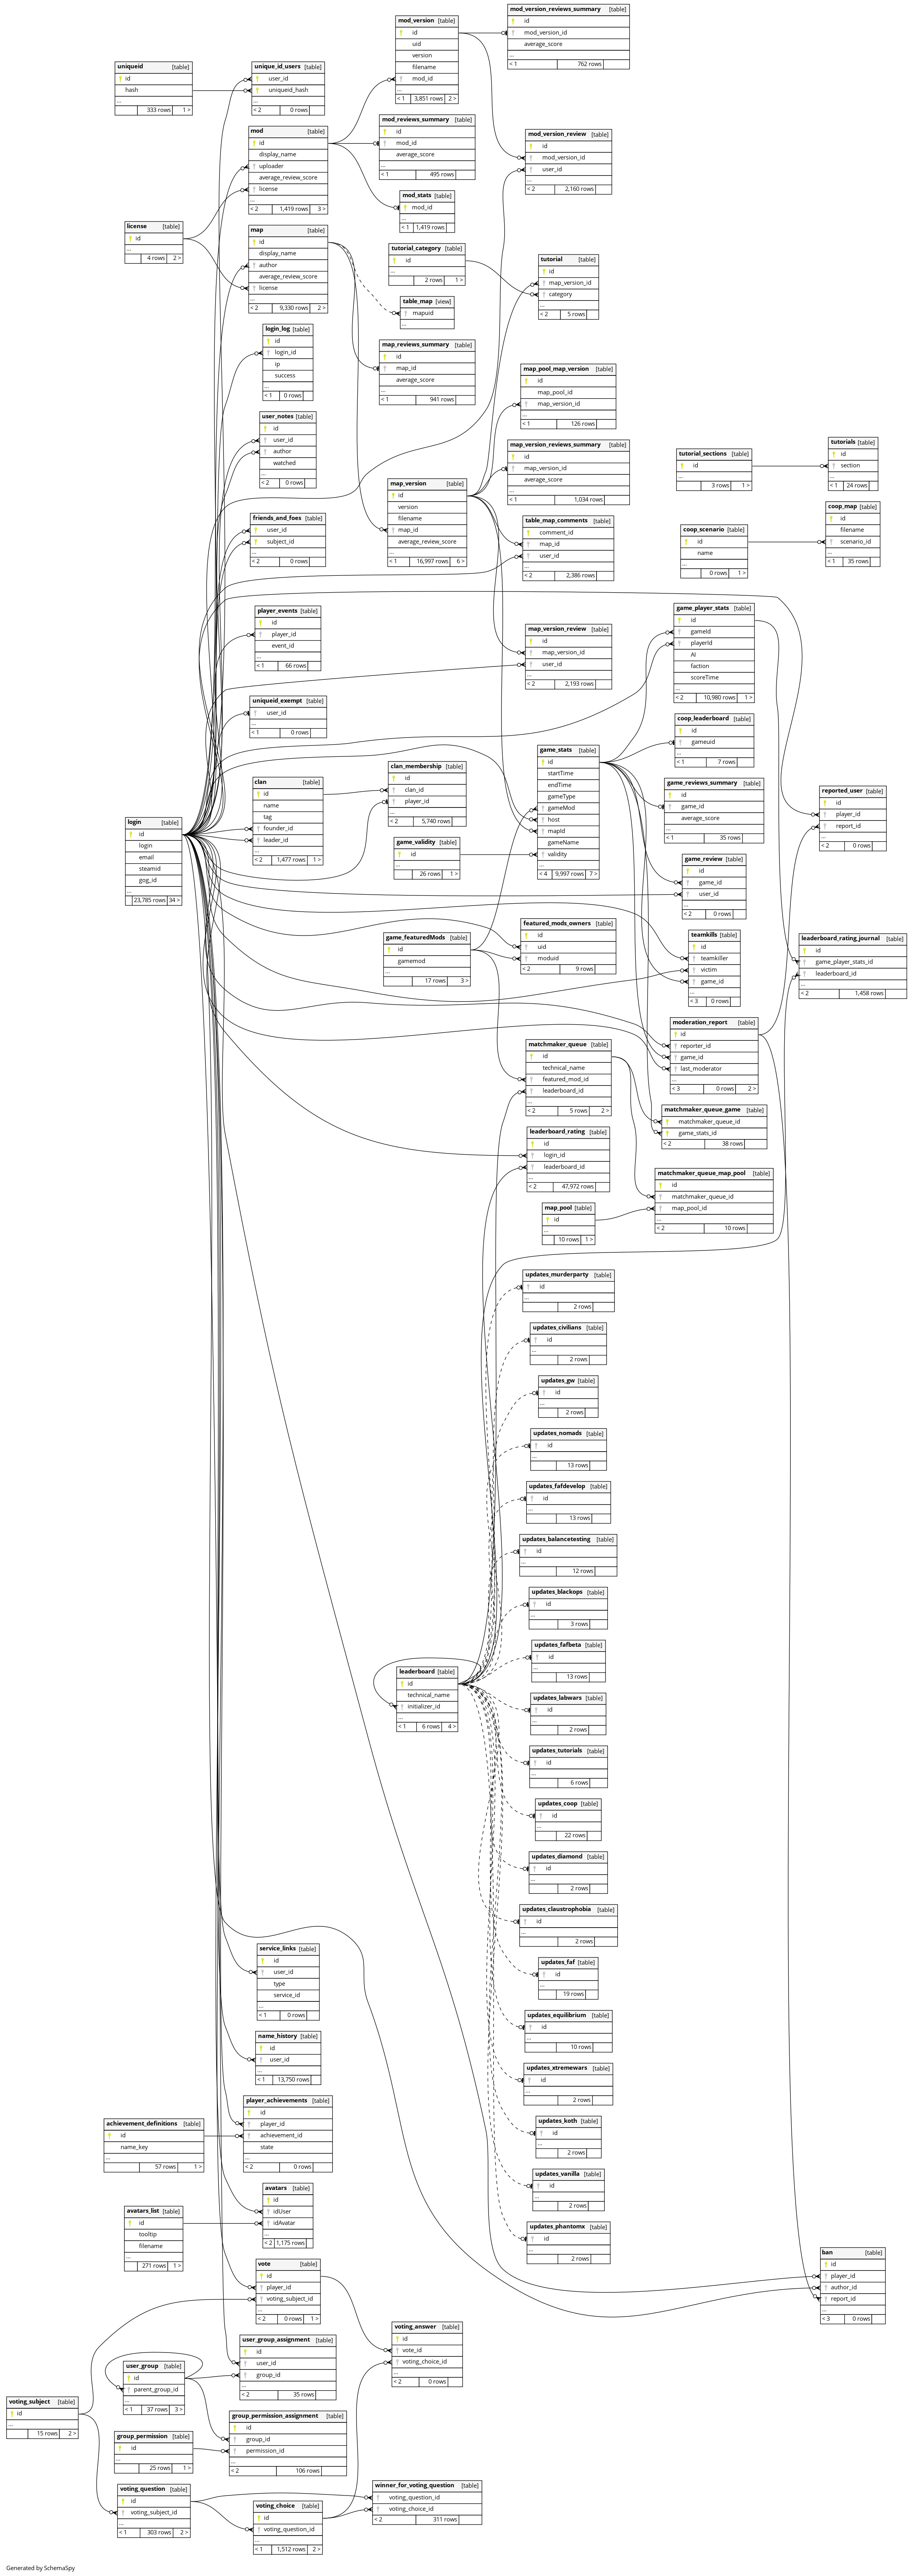 uniqueid [table]
id
hash
...
333 rows 1 >
license [table]
id
...
4 rows 2 >
login [table]
id
login
email
steamid
gog_id
...
23,785 rows 34 >
achievement_definitions [table]
id
name_key
...
57 rows 1 >
avatars_list [table]
id
tooltip
filename
...
271 rows 1 >
user_group [table]
id
parent_group_id
...
< 1 37 rows 3 >
voting_subject [table]
id
...
15 rows 2 >
group_permission [table]
id
...
25 rows 1 >
voting_question [table]
id
voting_subject_id
...
< 1 303 rows 2 >
unique_id_users [table]
user_id
uniqueid_hash
...
< 2 0 rows
mod [table]
id
display_name
uploader
average_review_score
license
...
< 2 1,419 rows 3 >
map [table]
id
display_name
author
average_review_score
license
...
< 2 9,330 rows 2 >
login_log [table]
id
login_id
ip
success
...
< 1 0 rows
user_notes [table]
id
user_id
author
watched
...
< 2 0 rows
friends_and_foes [table]
user_id
subject_id
...
< 2 0 rows
player_events [table]
id
player_id
event_id
...
< 1 66 rows
uniqueid_exempt [table]
user_id
...
< 1 0 rows
clan [table]
id
name
tag
founder_id
leader_id
...
< 2 1,477 rows 1 >
service_links [table]
id
user_id
type
service_id
...
< 1 0 rows
name_history [table]
id
user_id
...
< 1 13,750 rows
player_achievements [table]
id
player_id
achievement_id
state
...
< 2 0 rows
avatars [table]
id
idUser
idAvatar
...
< 2 1,175 rows
vote [table]
id
player_id
voting_subject_id
...
< 2 0 rows 1 >
user_group_assignment [table]
id
user_id
group_id
...
< 2 35 rows
group_permission_assignment [table]
id
group_id
permission_id
...
< 2 106 rows
voting_choice [table]
id
voting_question_id
...
< 1 1,512 rows 2 >
mod_version [table]
id
uid
version
filename
mod_id
...
< 1 3,851 rows 2 >
mod_reviews_summary [table]
id
mod_id
average_score
...
< 1 495 rows
mod_stats [table]
mod_id
...
< 1 1,419 rows
tutorial_category [table]
id
...
2 rows 1 >
table_map [view]
mapuid
...
map_reviews_summary [table]
id
map_id
average_score
...
< 1 941 rows
map_version [table]
id
version
filename
map_id
average_review_score
...
< 1 16,997 rows 6 >
clan_membership [table]
id
clan_id
player_id
...
< 2 5,740 rows
game_validity [table]
id
...
26 rows 1 >
game_featuredMods [table]
id
gamemod
...
17 rows 3 >
leaderboard [table]
id
technical_name
initializer_id
...
< 1 6 rows 4 >
voting_answer [table]
id
vote_id
voting_choice_id
...
< 2 0 rows
winner_for_voting_question [table]
voting_question_id
voting_choice_id
< 2 311 rows
mod_version_reviews_summary [table]
id
mod_version_id
average_score
...
< 1 762 rows
mod_version_review [table]
id
mod_version_id
user_id
...
< 2 2,160 rows
tutorial [table]
id
map_version_id
category
...
< 2 5 rows
map_pool_map_version [table]
id
map_pool_id
map_version_id
...
< 1 126 rows
map_version_reviews_summary [table]
id
map_version_id
average_score
...
< 1 1,034 rows
table_map_comments [table]
comment_id
map_id
user_id
...
< 2 2,386 rows
map_version_review [table]
id
map_version_id
user_id
...
< 2 2,193 rows
game_stats [table]
id
startTime
endTime
gameType
gameMod
host
mapId
gameName
validity
...
< 4 9,997 rows 7 >
featured_mods_owners [table]
id
uid
moduid
< 2 9 rows
matchmaker_queue [table]
id
technical_name
featured_mod_id
leaderboard_id
...
< 2 5 rows 2 >
leaderboard_rating [table]
id
login_id
leaderboard_id
...
< 2 47,972 rows
map_pool [table]
id
...
10 rows 1 >
updates_murderparty [table]
id
...
2 rows
updates_civilians [table]
id
...
2 rows
updates_gw [table]
id
...
2 rows
updates_nomads [table]
id
...
13 rows
updates_fafdevelop [table]
id
...
13 rows
updates_balancetesting [table]
id
...
12 rows
updates_blackops [table]
id
...
3 rows
updates_fafbeta [table]
id
...
13 rows
updates_labwars [table]
id
...
2 rows
updates_tutorials [table]
id
...
6 rows
updates_coop [table]
id
...
22 rows
updates_diamond [table]
id
...
2 rows
updates_claustrophobia [table]
id
...
2 rows
updates_faf [table]
id
...
19 rows
updates_equilibrium [table]
id
...
10 rows
updates_xtremewars [table]
id
...
2 rows
updates_koth [table]
id
...
2 rows
updates_vanilla [table]
id
...
2 rows
updates_phantomx [table]
id
...
2 rows
tutorial_sections [table]
id
...
3 rows 1 >
coop_scenario [table]
id
name
...
0 rows 1 >
game_player_stats [table]
id
gameId
playerId
AI
faction
scoreTime
...
< 2 10,980 rows 1 >
coop_leaderboard [table]
id
gameuid
...
< 1 7 rows
game_reviews_summary [table]
id
game_id
average_score
...
< 1 35 rows
game_review [table]
id
game_id
user_id
...
< 2 0 rows
teamkills [table]
id
teamkiller
victim
game_id
...
< 3 0 rows
moderation_report [table]
id
reporter_id
game_id
last_moderator
...
< 3 0 rows 2 >
matchmaker_queue_game [table]
matchmaker_queue_id
game_stats_id
< 2 38 rows
matchmaker_queue_map_pool [table]
id
matchmaker_queue_id
map_pool_id
...
< 2 10 rows
tutorials [table]
id
section
...
< 1 24 rows
coop_map [table]
id
filename
scenario_id
...
< 1 35 rows
reported_user [table]
id
player_id
report_id
...
< 2 0 rows
leaderboard_rating_journal [table]
id
game_player_stats_id
leaderboard_id
...
< 2 1,458 rows
ban [table]
id
player_id
author_id
report_id
...
< 3 0 rows
Generated by SchemaSpy